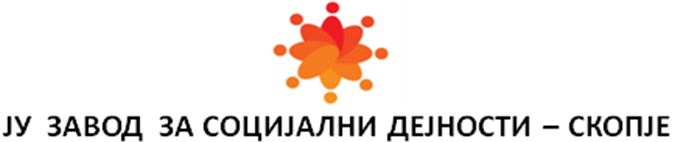 ЈУ ЗАВОД ЗА СОЦИЈАЛНИ ДЕЈНОСТИ – СКОПЈЕ